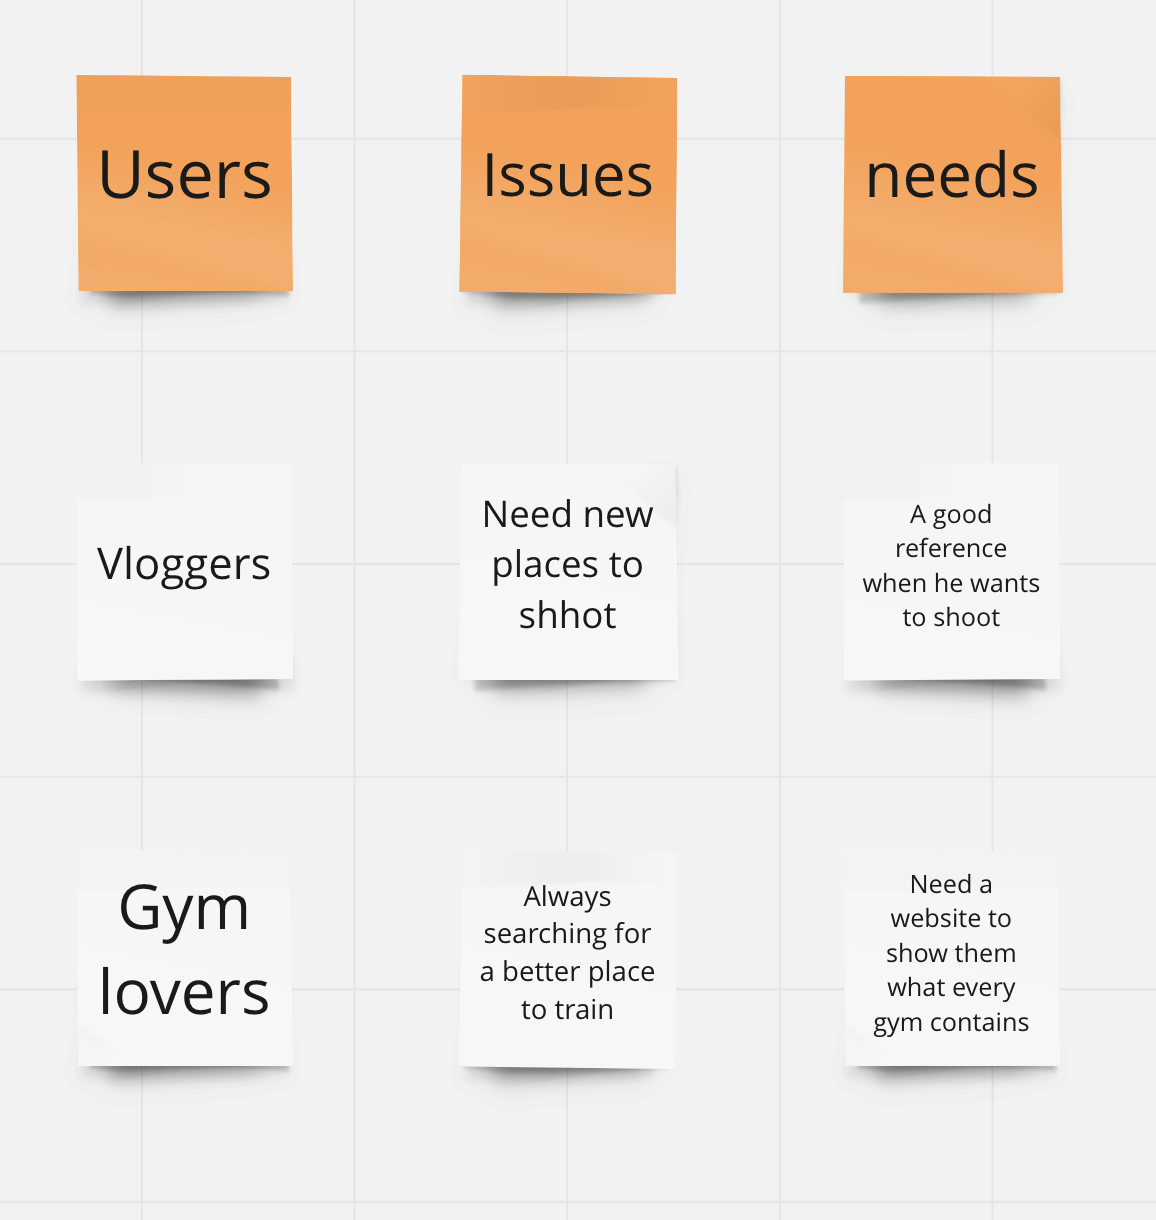 Users
Issues
needs
Vloggers
Need new
places to
shhot
A good
reference
when he wants
to shoot
Gym
lovers
Always
searching for
a better place
to train
Need a
website to
show them
what every
gym contains